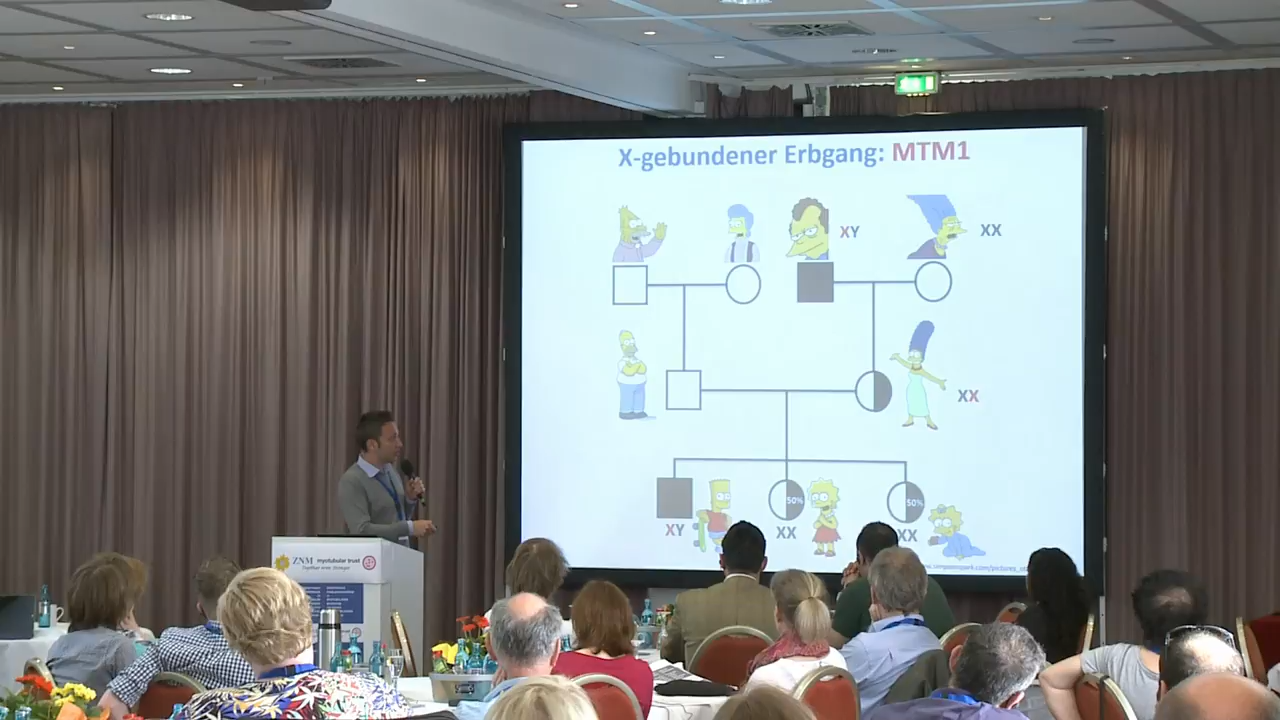 X-gebundener Erbgang: MTM1
XY
XX
XX
50%
50%
XY
XX
XX
ZNM myotubular trust